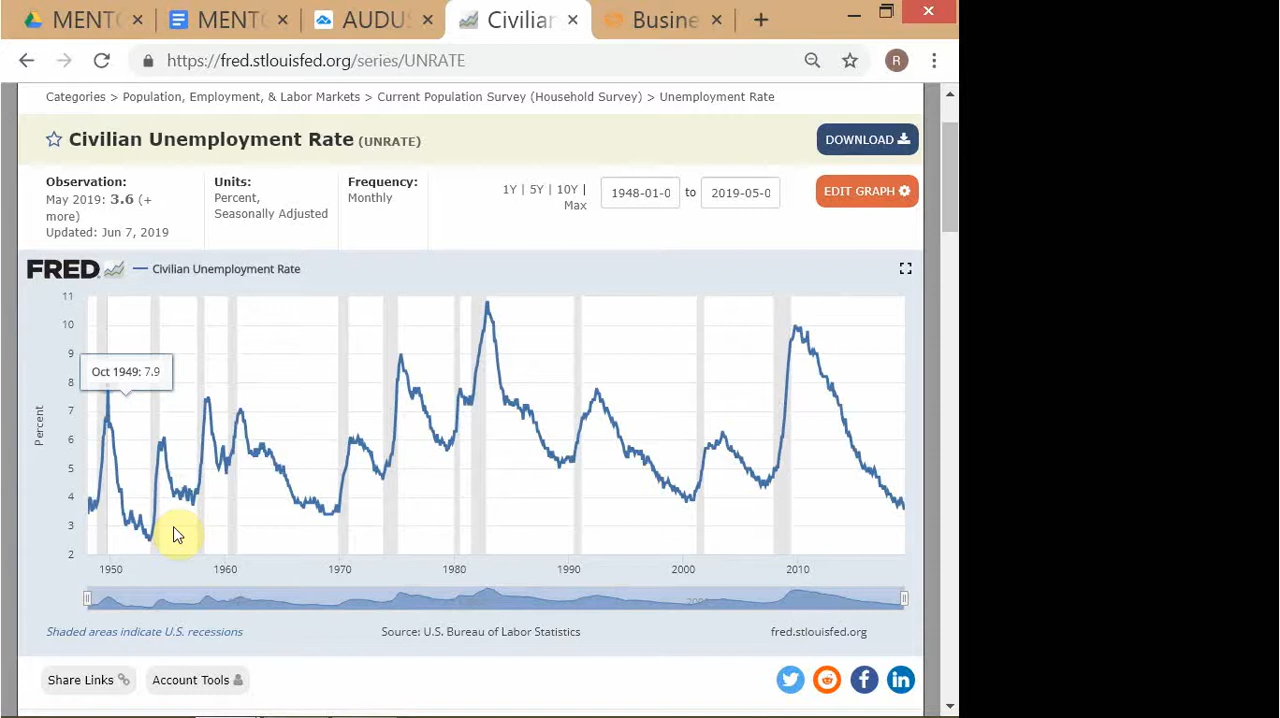 MENTO
MENTO
AUDUS
Civilian
Busine
https://fred.stlouisfed.org/series/UNRATE
R
Categories > Population, Employment, & Labor Markets > Current Population Survey (Household Survey) > Unemployment Rate
Civilian Unemployment Rate (UNRATE)
DOWNLOAD
Observation:
May 2019: 3.6 (+
more)
Updated: Jun 7, 2019
Units:
Percent,
Seasonally Adjusted
Frequency:
Monthly
1Y | 5Y | 10Y |
Max
1948-01-0 to 2019-05-0
EDIT GRAPH
FRED
Civilian Unemployment Rate
11
10
9
8
7
6
5
4
3
2
Percent
Oct 1949: 7.9
1950 1960 1970 1980 1990 2000 2010
Shaded areas indicate U.S. recessions
Source: U.S. Bureau of Labor Statistics
fred.stlouisfed.org
Share Links
Account Tools